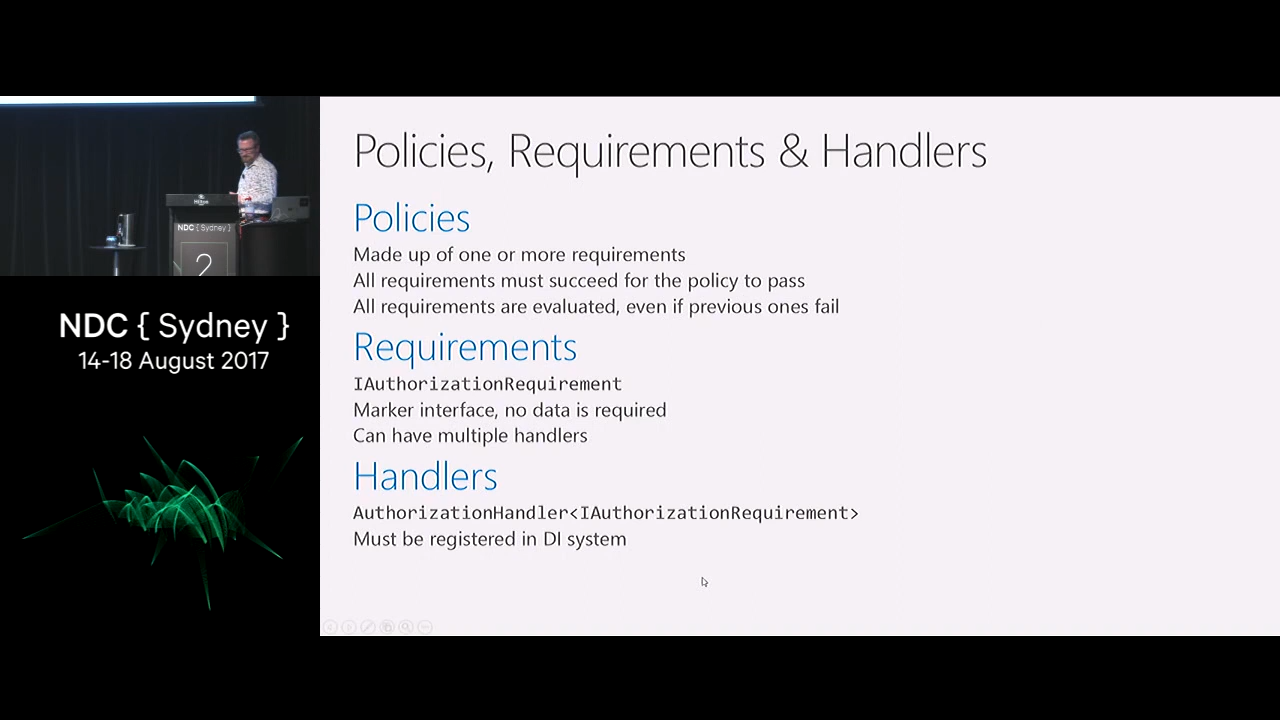 Hilton
NDC { Sydney }
2
NDC { Sydney }
14-18 August 2017
Policies, Requirements & Handlers
Policies
Made up of one or more requirements
All requirements must succeed for the policy to pass
All requirements are evaluated, even if previous ones fail
Requirements
IAuthorizationRequirement
Marker interface, no data is required
Can have multiple handlers
Handlers
AuthorizationHandler<IAuthorizationRequirement>
Must be registered in DI system